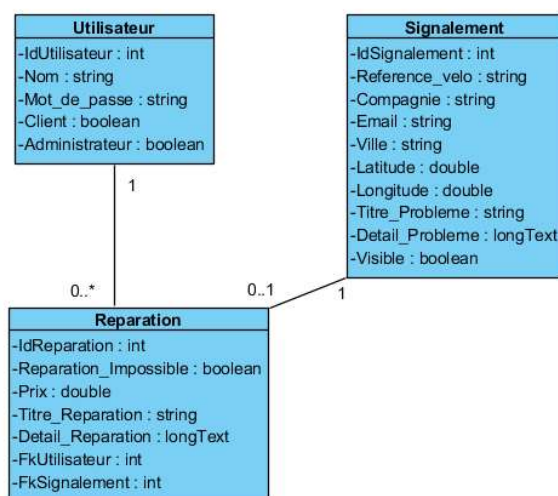 Utilisateur
-IdUtilisateur : int
-Nom : string
-Mot_de_passe : string
-Client : boolean
-Administrateur : boolean
Signalement
-IdSignalement : int
-Reference_velo : string
-Compagnie : string
-Email : string
-Ville : string
-Latitude : double
-Longitude : double
-Titre_Probleme : string
-Detail_Probleme : longText
-Visible : boolean
1
0..*
0..1
1
Reparation
-IdReparation : int
-Reparation_Impossible : boolean
-Prix : double
-Titre_Reparation : string
-Detail_Reparation : longText
-FkUtilisateur : int
-FkSignalement : int